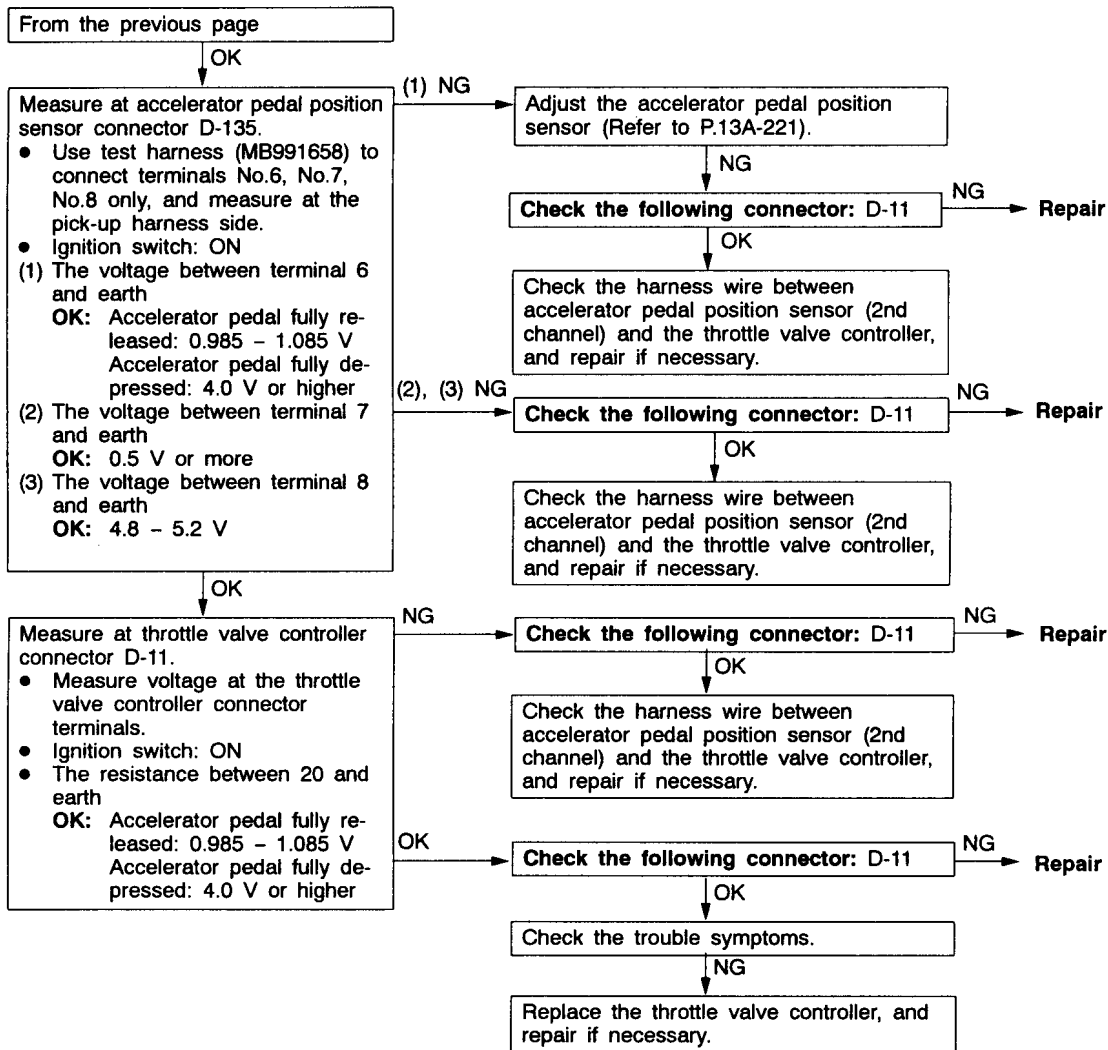 From the previous page
OK
Measure at accelerator pedal position
sensor connector D-135.
● Use test harness (MB991658) to
connect terminals No.6, No.7,
No.8 only, and measure at the
pick-up harness side.
● Ignition switch: ON
(1) The voltage between terminal 6
and earth
OK: Accelerator pedal fully re-
leased: 0.985 – 1.085 V
Accelerator pedal fully de-
pressed: 4.0 V or higher
(2) The voltage between terminal 7
and earth
OK: 0.5 V or more
(3) The voltage between terminal 8
and earth
OK: 4.8 – 5.2 V
(1) NG
Adjust the accelerator pedal position
sensor (Refer to P.13A-221).
NG
Check the following connector: D-11
NG
Repair
OK
Check the harness wire between
accelerator pedal position sensor (2nd
channel) and the throttle valve controller,
and repair if necessary.
(2), (3) NG
Check the following connector: D-11
NG
Repair
OK
Check the harness wire between
accelerator pedal position sensor (2nd
channel) and the throttle valve controller,
and repair if necessary.
OK
Measure at throttle valve controller
connector D-11.
● Measure voltage at the throttle
valve controller connector
terminals.
● Ignition switch: ON
● The resistance between 20 and
earth
OK: Accelerator pedal fully re-
leased: 0.985 – 1.085 V
Accelerator pedal fully de-
pressed: 4.0 V or higher
NG
Check the following connector: D-11
NG
Repair
OK
Check the harness wire between
accelerator pedal position sensor (2nd
channel) and the throttle valve controller,
and repair if necessary.
OK
Check the following connector: D-11
NG
Repair
OK
Check the trouble symptoms.
NG
Replace the throttle valve controller, and
repair if necessary.